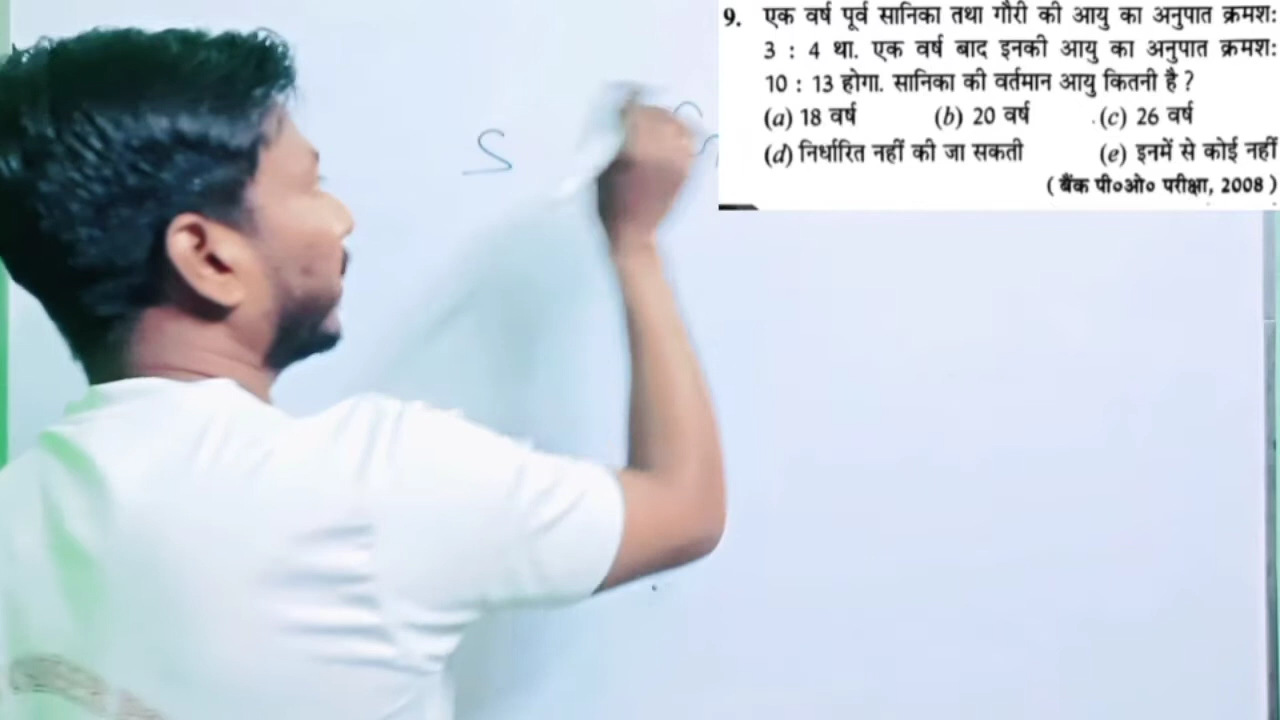 9. एक वर्ष पूर्व सानिका तथा गौरी की आयु का अनुपात क्रमश:
3 : 4 था. एक वर्ष बाद इनकी आयु का अनुपात क्रमश:
10 : 13 होगा. सानिका की वर्तमान आयु कितनी है ?
(a) 18 वर्ष (b) 20 वर्ष (c) 26 वर्ष
(d) निर्धारित नहीं की जा सकती (e) इनमें से कोई नहीं
( बैंक पी०ओ० परीक्षा, 2008 )
S